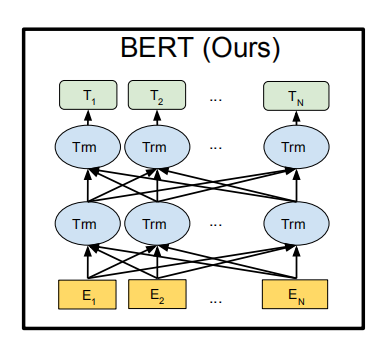 BERT (Ours)
T1 T2 ... TN
Trm Trm ... Trm
Trm Trm ... Trm
E1 E2 ... EN